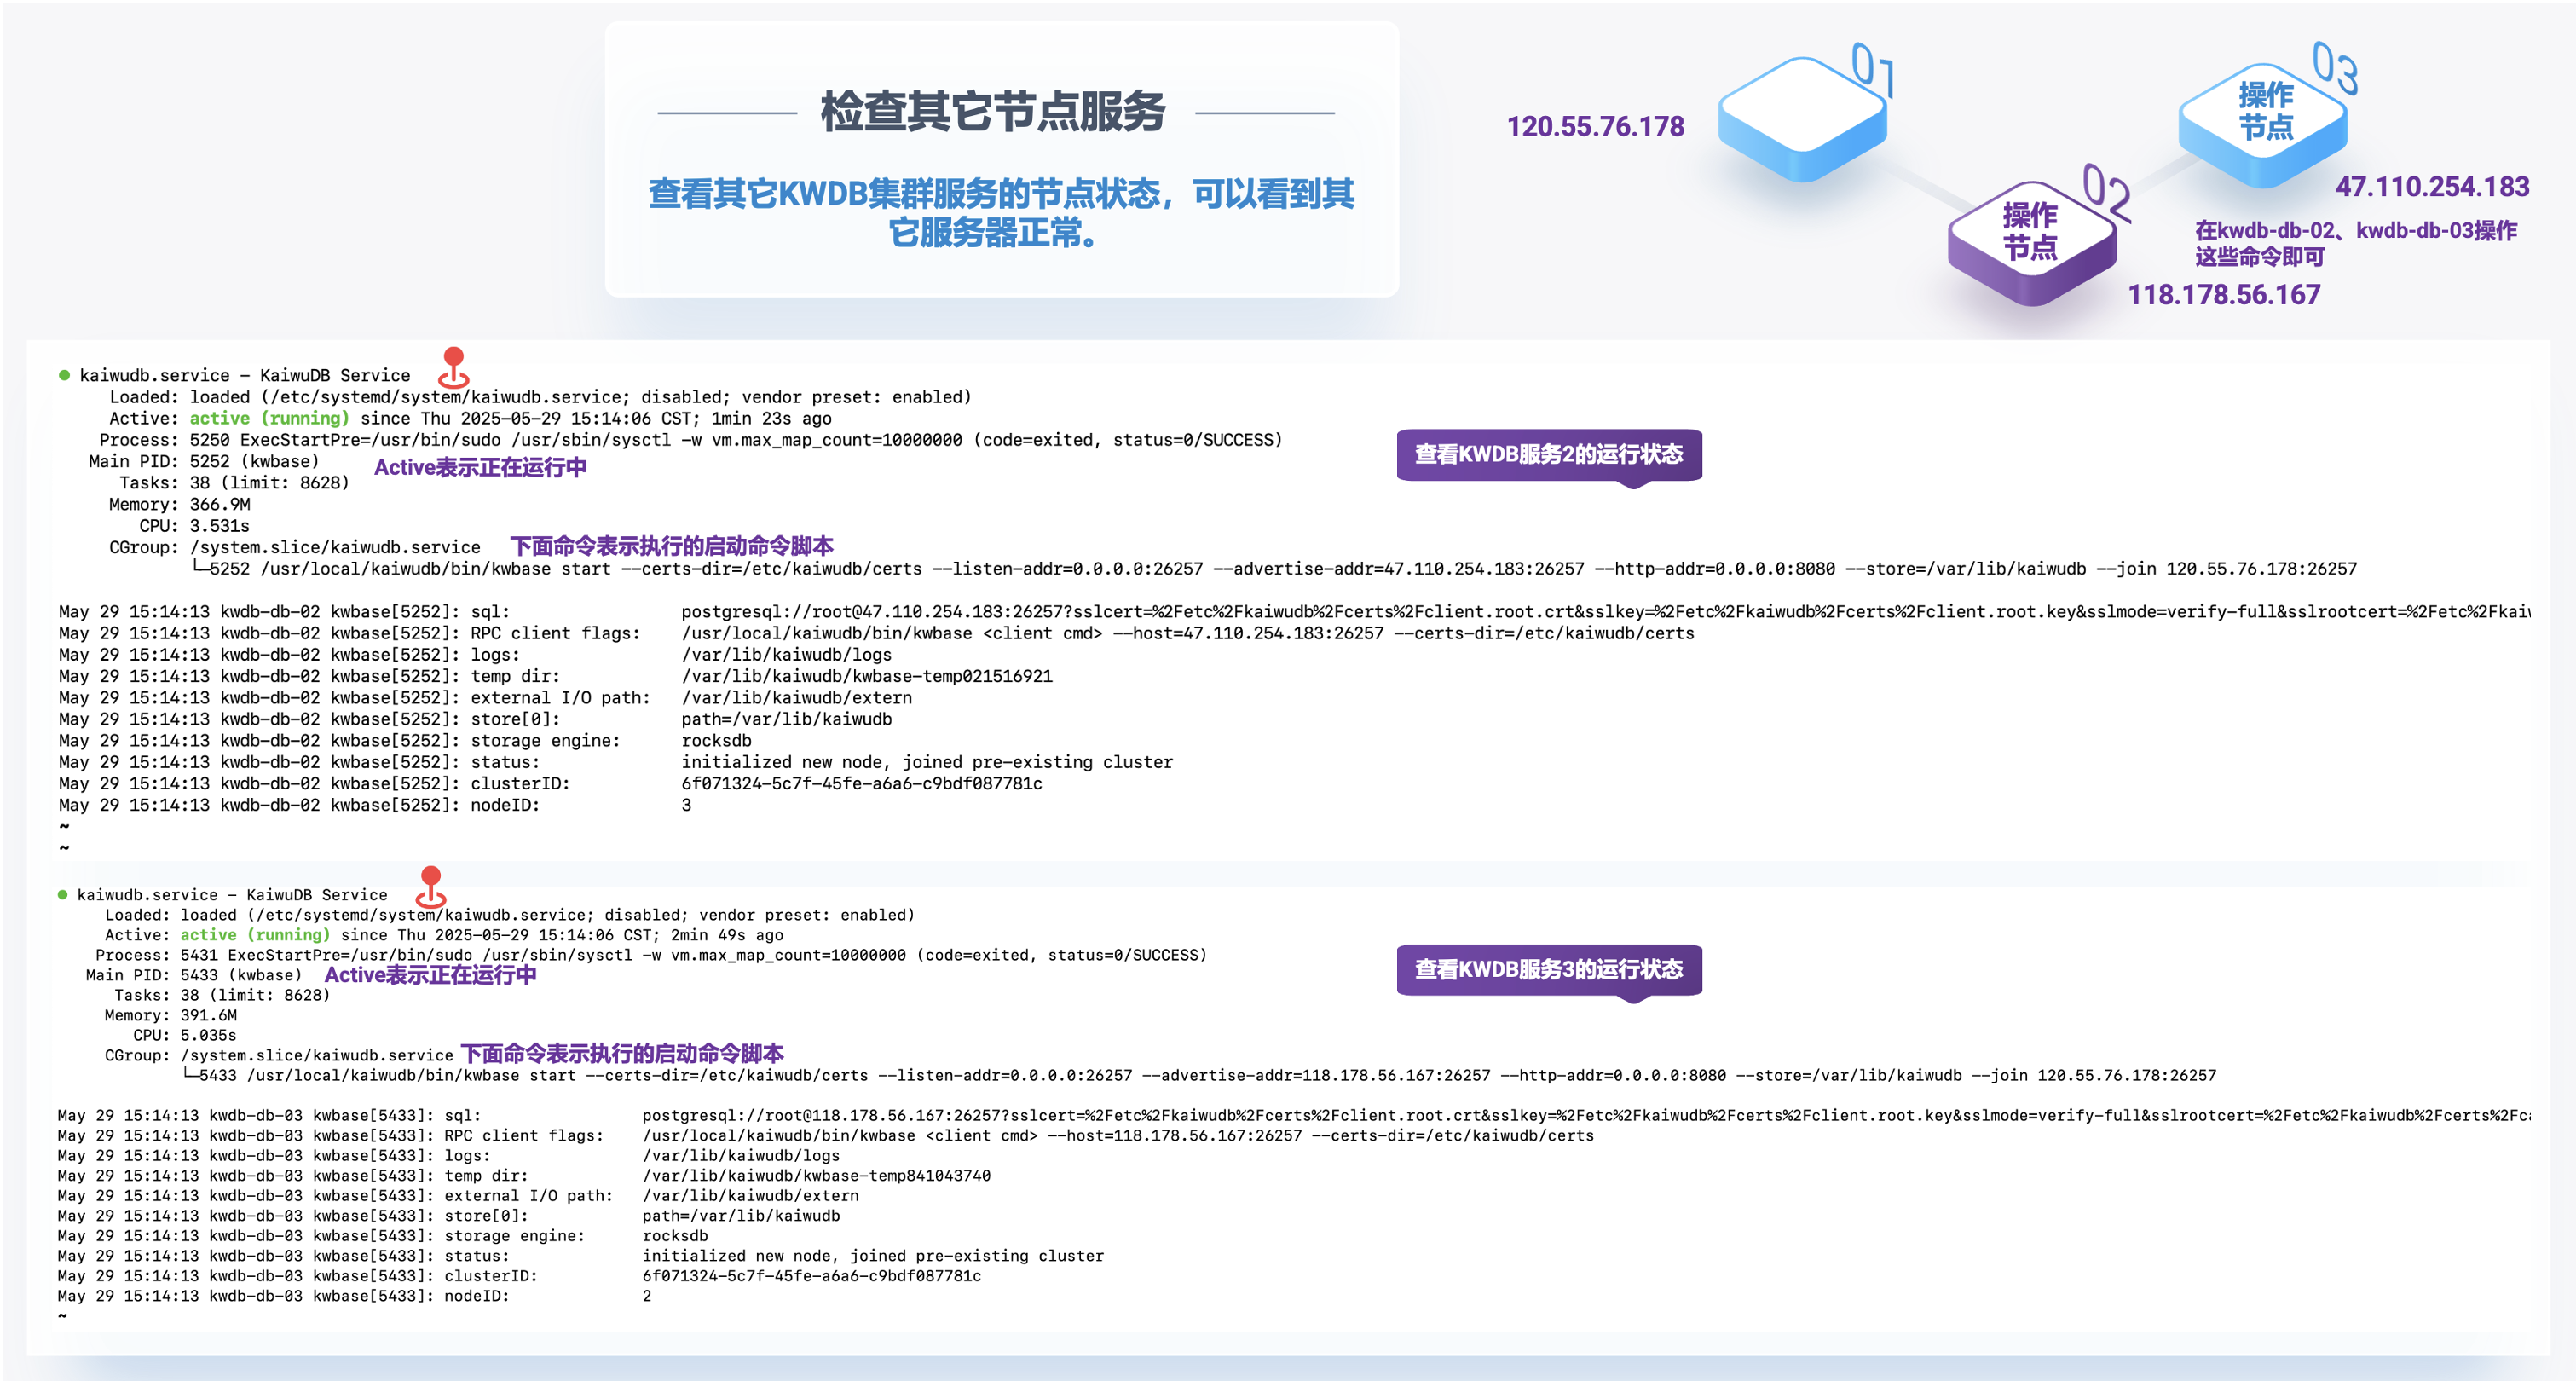 检查其它节点服务
查看其它KWDB集群服务的节点状态，可以看到其
它服务器正常。
01
120.55.76.178
02
操作
节点
118.178.56.167
03
操作
节点
47.110.254.183
在kwdb-db-02、kwdb-db-03操作
这些命令即可
● kaiwudb.service – KaiwuDB Service
Loaded: loaded (/etc/systemd/system/kaiwudb.service; disabled; vendor preset: enabled)
Active: active (running) since Thu 2025-05-29 15:14:06 CST; 1min 23s ago
Process: 5250 ExecStartPre=/usr/bin/sudo /usr/sbin/sysctl -w vm.max_map_count=10000000 (code=exited, status=0/SUCCESS)
Main PID: 5252 (kwbase)
Active表示正在运行中
查看KWDB服务2的运行状态
Tasks: 38 (limit: 8628)
Memory: 366.9M
CPU: 3.531s
CGroup: /system.slice/kaiwudb.service
下面命令表示执行的启动命令脚本
└─5252 /usr/local/kaiwudb/bin/kwbase start --certs-dir=/etc/kaiwudb/certs --listen-addr=0.0.0.0:26257 --advertise-addr=47.110.254.183:26257 --http-addr=0.0.0.0:8080 --store=/var/lib/kaiwudb --join 120.55.76.178:26257
May 29 15:14:13 kwdb-db-02 kwbase[5252]: sql: postgresql://root@47.110.254.183:26257?sslcert=%2Fetc%2Fkaiwudb%2Fcerts%2Fclient.root.crt&sslkey=%2Fetc%2Fkaiwudb%2Fcerts%2Fclient.root.key&sslmode=verify-full&sslrootcert=%2Fetc%2Fkai
May 29 15:14:13 kwdb-db-02 kwbase[5252]: RPC client flags: /usr/local/kaiwudb/bin/kwbase <client cmd> --host=47.110.254.183:26257 --certs-dir=/etc/kaiwudb/certs
May 29 15:14:13 kwdb-db-02 kwbase[5252]: logs: /var/lib/kaiwudb/logs
May 29 15:14:13 kwdb-db-02 kwbase[5252]: temp dir: /var/lib/kaiwudb/kwbase-temp021516921
May 29 15:14:13 kwdb-db-02 kwbase[5252]: external I/O path: /var/lib/kaiwudb/extern
May 29 15:14:13 kwdb-db-02 kwbase[5252]: store[0]: path=/var/lib/kaiwudb
May 29 15:14:13 kwdb-db-02 kwbase[5252]: storage engine: rocksdb
May 29 15:14:13 kwdb-db-02 kwbase[5252]: status: initialized new node, joined pre-existing cluster
May 29 15:14:13 kwdb-db-02 kwbase[5252]: clusterID: 6f071324-5c7f-45fe-a6a6-c9bdf087781c
May 29 15:14:13 kwdb-db-02 kwbase[5252]: nodeID: 3
~
~
● kaiwudb.service – KaiwuDB Service
Loaded: loaded (/etc/systemd/system/kaiwudb.service; disabled; vendor preset: enabled)
Active: active (running) since Thu 2025-05-29 15:14:06 CST; 2min 49s ago
Process: 5431 ExecStartPre=/usr/bin/sudo /usr/sbin/sysctl -w vm.max_map_count=10000000 (code=exited, status=0/SUCCESS)
Main PID: 5433 (kwbase)
Active表示正在运行中
查看KWDB服务3的运行状态
Tasks: 38 (limit: 8628)
Memory: 391.6M
CPU: 5.035s
CGroup: /system.slice/kaiwudb.service
下面命令表示执行的启动命令脚本
└─5433 /usr/local/kaiwudb/bin/kwbase start --certs-dir=/etc/kaiwudb/certs --listen-addr=0.0.0.0:26257 --advertise-addr=118.178.56.167:26257 --http-addr=0.0.0.0:8080 --store=/var/lib/kaiwudb --join 120.55.76.178:26257
May 29 15:14:13 kwdb-db-03 kwbase[5433]: sql: postgresql://root@118.178.56.167:26257?sslcert=%2Fetc%2Fkaiwudb%2Fcerts%2Fclient.root.crt&sslkey=%2Fetc%2Fkaiwudb%2Fcerts%2Fclient.root.key&sslmode=verify-full&sslrootcert=%2Fetc%2Fkaiwudb%2Fcerts%2Fc
May 29 15:14:13 kwdb-db-03 kwbase[5433]: RPC client flags: /usr/local/kaiwudb/bin/kwbase <client cmd> --host=118.178.56.167:26257 --certs-dir=/etc/kaiwudb/certs
May 29 15:14:13 kwdb-db-03 kwbase[5433]: logs: /var/lib/kaiwudb/logs
May 29 15:14:13 kwdb-db-03 kwbase[5433]: temp dir: /var/lib/kaiwudb/kwbase-temp841043740
May 29 15:14:13 kwdb-db-03 kwbase[5433]: external I/O path: /var/lib/kaiwudb/extern
May 29 15:14:13 kwdb-db-03 kwbase[5433]: store[0]: path=/var/lib/kaiwudb
May 29 15:14:13 kwdb-db-03 kwbase[5433]: storage engine: rocksdb
May 29 15:14:13 kwdb-db-03 kwbase[5433]: status: initialized new node, joined pre-existing cluster
May 29 15:14:13 kwdb-db-03 kwbase[5433]: clusterID: 6f071324-5c7f-45fe-a6a6-c9bdf087781c
May 29 15:14:13 kwdb-db-03 kwbase[5433]: nodeID: 2
~